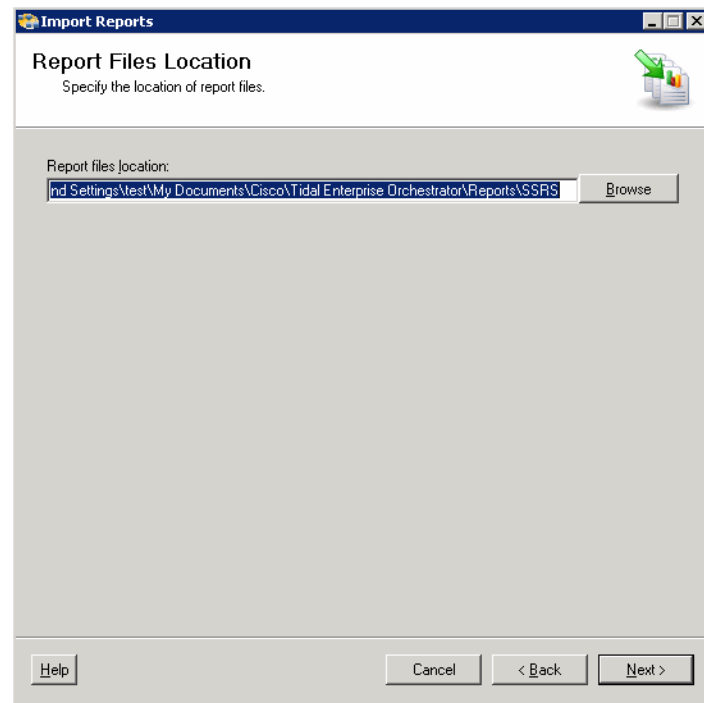 Import Reports
Report Files Location
Specify the location of report files.
Report files location:
nd Settings\test\My Documents\Cisco\Tidal Enterprise Orchestrator\Reports\SSRS Browse
Help Cancel < Back Next >